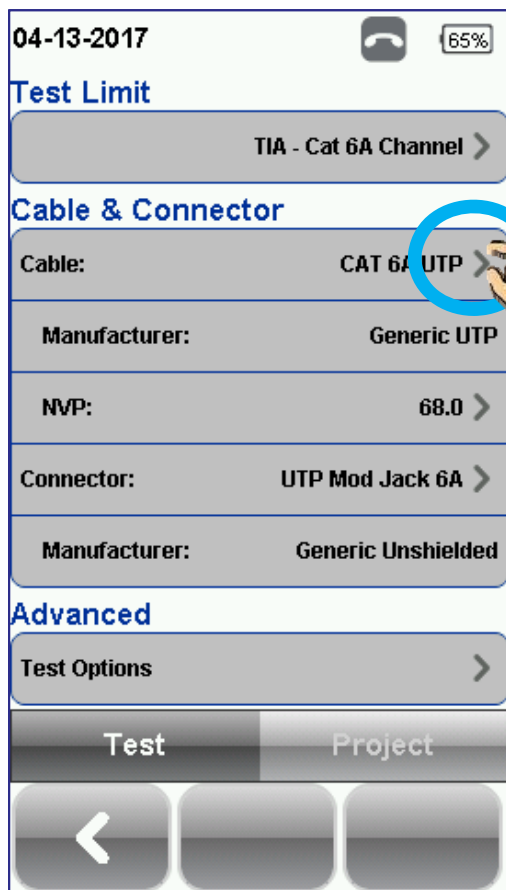 04-13-2017 65%
Test Limit
TIA - Cat 6A Channel
Cable & Connector
Cable: CAT 6A UTP
Manufacturer: Generic UTP
NVP: 68.0
Connector: UTP Mod Jack 6A
Manufacturer: Generic Unshielded
Advanced
Test Options
Test Project